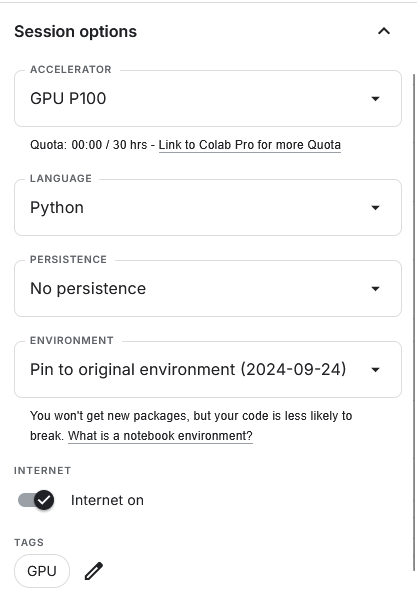 Session options
ACCELERATOR
GPU P100
Quota: 00:00 / 30 hrs - Link to Colab Pro for more Quota
LANGUAGE
Python
PERSISTENCE
No persistence
ENVIRONMENT
Pin to original environment (2024-09-24)
You won't get new packages, but your code is less likely to
break. What is a notebook environment?
INTERNET
Internet on
TAGS
GPU